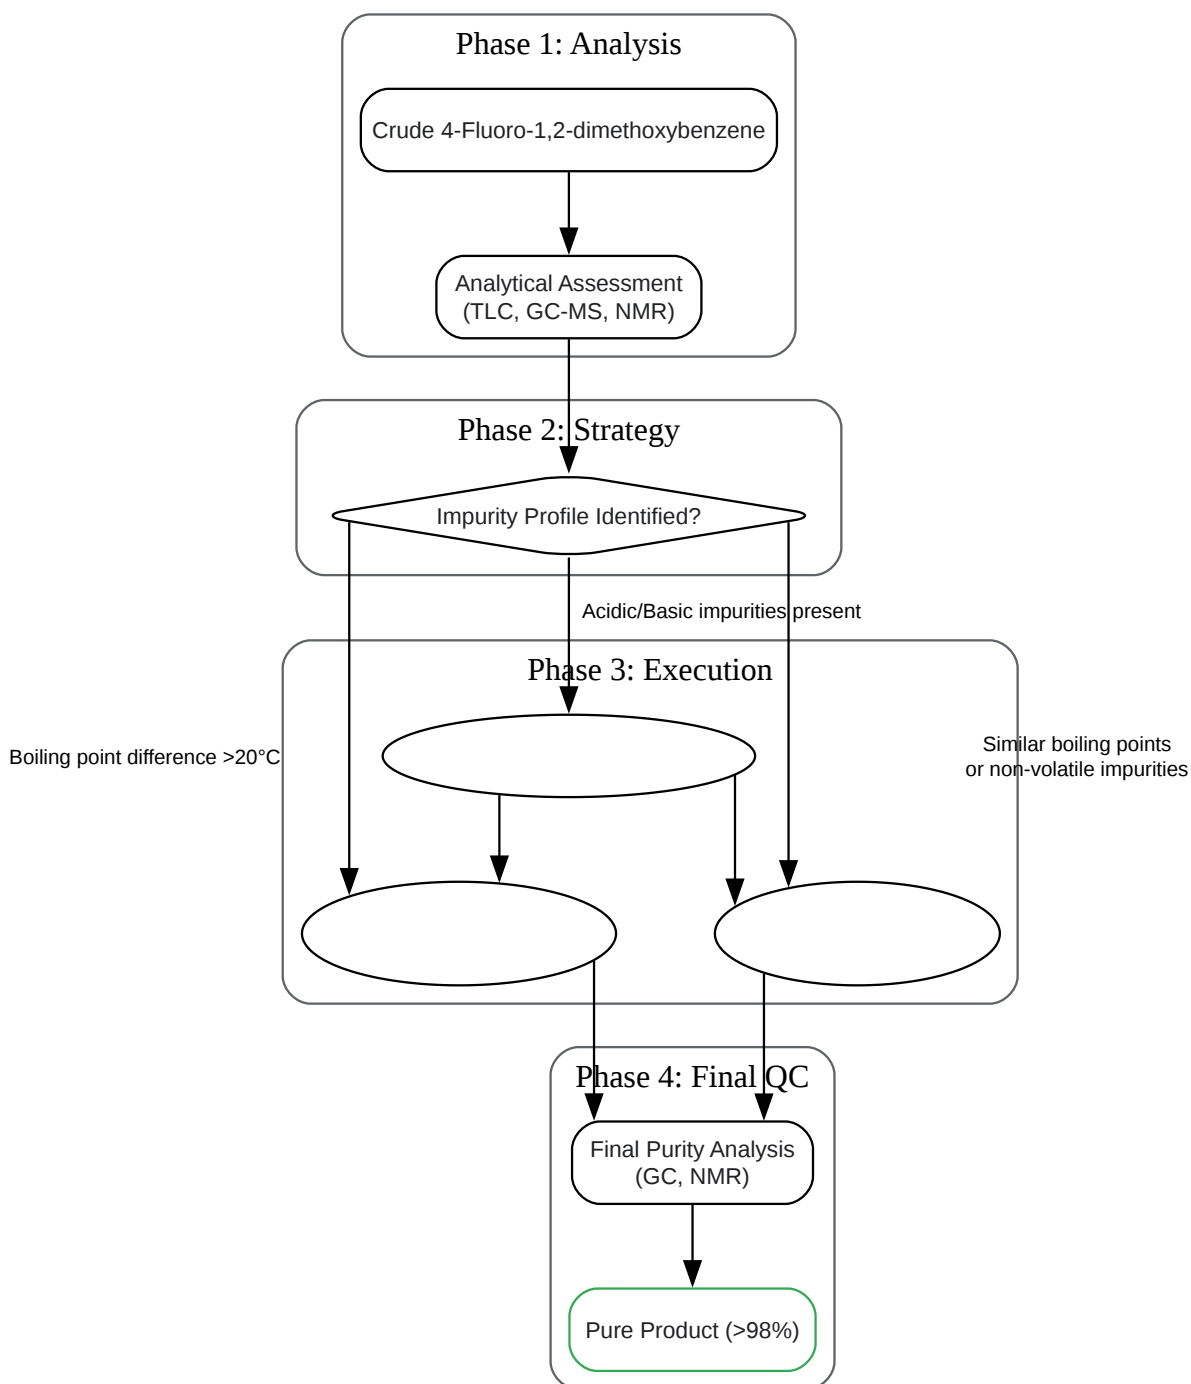 Phase 1: Analysis
Crude 4-Fluoro-1,2-dimethoxybenzene
Analytical Assessment
(TLC, GC-MS, NMR)
Phase 2: Strategy
Impurity Profile Identified?
Acidic/Basic impurities present
Phase 3: Execution
Boiling point difference >20°C
Similar boiling points
or non-volatile impurities
Phase 4: Final QC
Final Purity Analysis
(GC, NMR)
Pure Product (>98%)